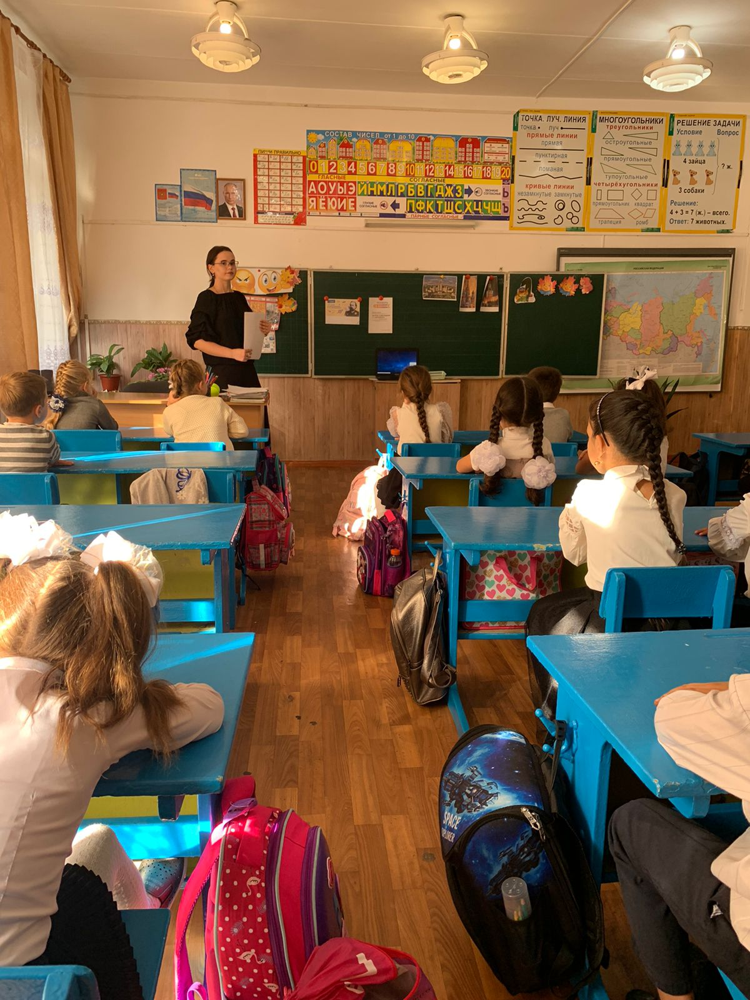 ПИШИ ПРАВИЛЬНО
СОСТАВ ЧИСЕЛ от 1 до 10
0 1 2 3 4 5 6 7 8 9 10 11 12 13 14 15 16 17 18 19 20
ГЛАСНЫЕ
СОГЛАСНЫЕ
А О У Ы Э
Й Н М Л Р Б В Г Д Ж З
ЗВОНКИЕ СОГЛАСНЫЕ
Ь
Я Ё Ю И Е
ГЛУХИЕ СОГЛАСНЫЕ
П Ф К Т Ш С Х Ц Ч Щ
Ъ
ПАРНЫЕ СОГЛАСНЫЕ
ТОЧКА. ЛУЧ. ЛИНИЯ
точка луч
прямые линии
прямая
пунктирная
ломаная
кривые линии
незамкнутые замкнутые
МНОГОУГОЛЬНИКИ
треугольники
остроугольные
прямоугольные
тупоугольные
четырёхугольники
прямоугольник квадрат
трапеция ромб
РЕШЕНИЕ ЗАДАЧИ
Условие Вопрос
4 зайца
? ж.
3 собаки
Решение:
4 + 3 = 7 (ж.) – всего.
Ответ: 7 животных.
РОССИЙСКАЯ ФЕДЕРАЦИЯ
SPACE
EXPLORER